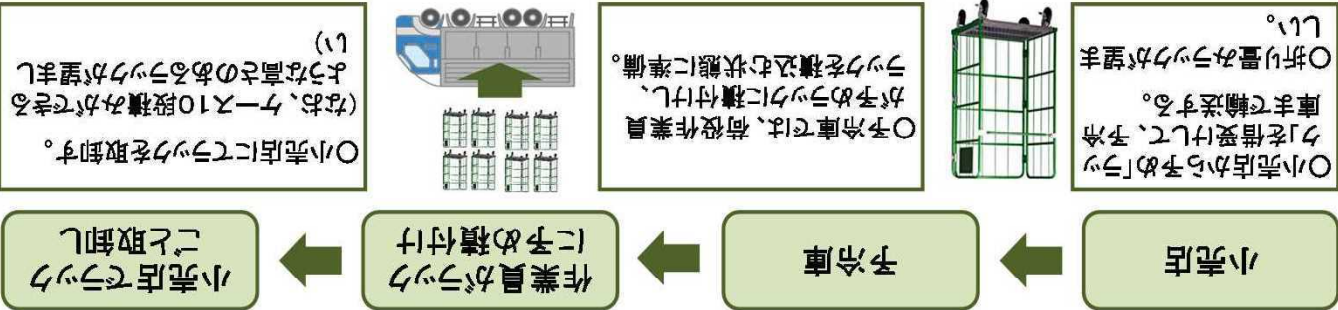 小売店
予冷庫
作業員がラック
に予め積付け
小売店でラック
ごと取卸し
〇小売店から予め「ラッ
ク」を借受けして、予冷
庫まで輸送する。
〇折り畳みラックが望ま
しい。
〇予冷庫では、荷役作業員
が予めラックに積付けし、
ラックを積込む状態に準備。
〇小売店にてラックを取卸す。
(なお、ケース10段積みができる
ような高さのあるラックが望まし
い)